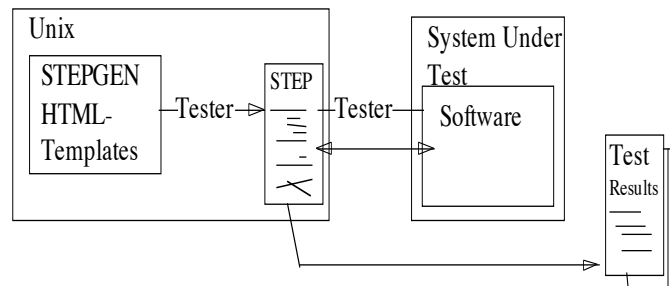 Unix
STEPGEN
HTML-
Templates
Tester
STEP
Tester
System Under
Test
Software
Test
Results